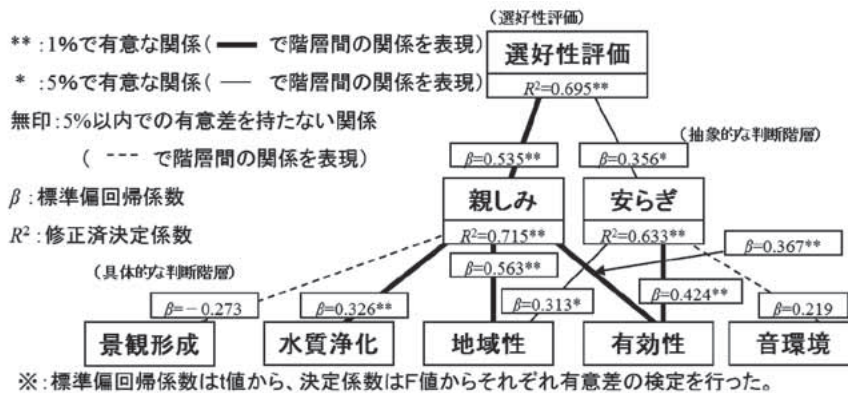 (選好性評価)
**:1%で有意な関係( ━ で階層間の関係を表現)
選好性評価
R²=0.695**
*:5%で有意な関係( ― で階層間の関係を表現)
無印:5%以内での有意差を持たない関係
( --- で階層間の関係を表現)
(抽象的な判断階層)
β=0.535**
β=0.356*
β:標準偏回帰係数
親しみ
安らぎ
R²:修正済決定係数
R²=0.715**
R²=0.633**
β=0.367**
(具体的な判断階層)
β=0.563**
β=-0.273
β=0.326**
β=0.313*
β=0.424**
β=0.219
景観形成
水質浄化
地域性
有効性
音環境
※:標準偏回帰係数はt値から、決定係数はF値からそれぞれ有意差の検定を行った。